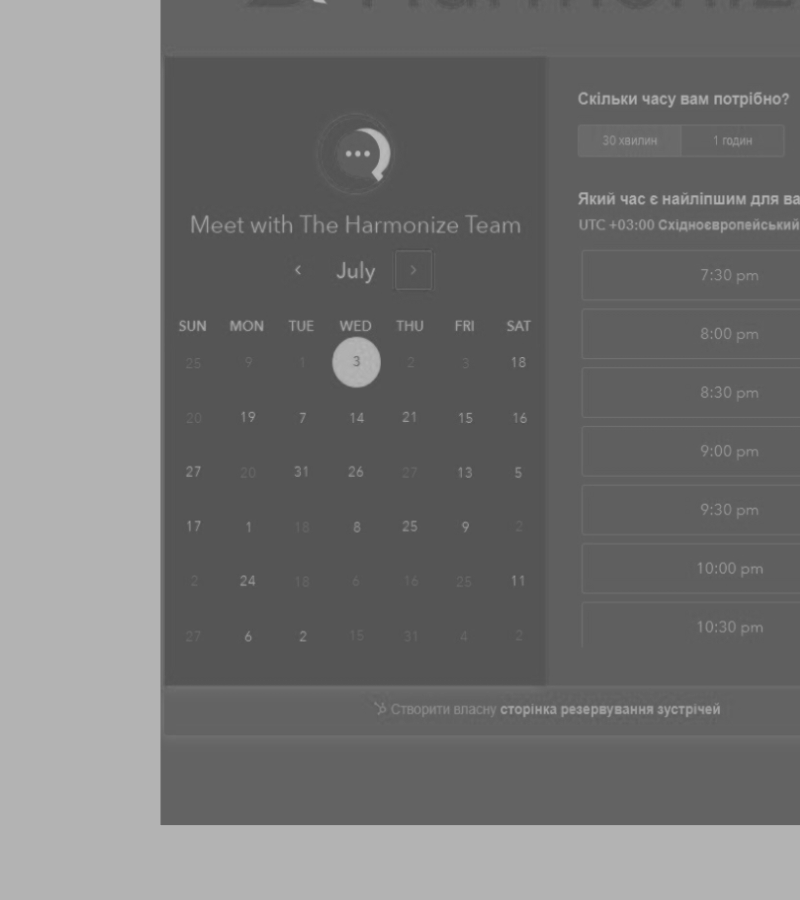 Meet with The Harmonize Team
July
SUN MON TUE WED THU FRI SAT
25 9 1 3 2 3 18
20 19 7 14 21 15 16
27 20 31 26 27 13 5
17 1 18 8 25 9 2
2 24 18 6 16 25 11
27 6 2 15 31 4 2
Скільки часу вам потрібно?
30 хвилин 1 годин
Який час є найліпшим для ва
UTC +03:00 Східноєвропейський
7:30 pm
8:00 pm
8:30 pm
9:00 pm
9:30 pm
10:00 pm
10:30 pm
Створити власну сторінка резервування зустрічей